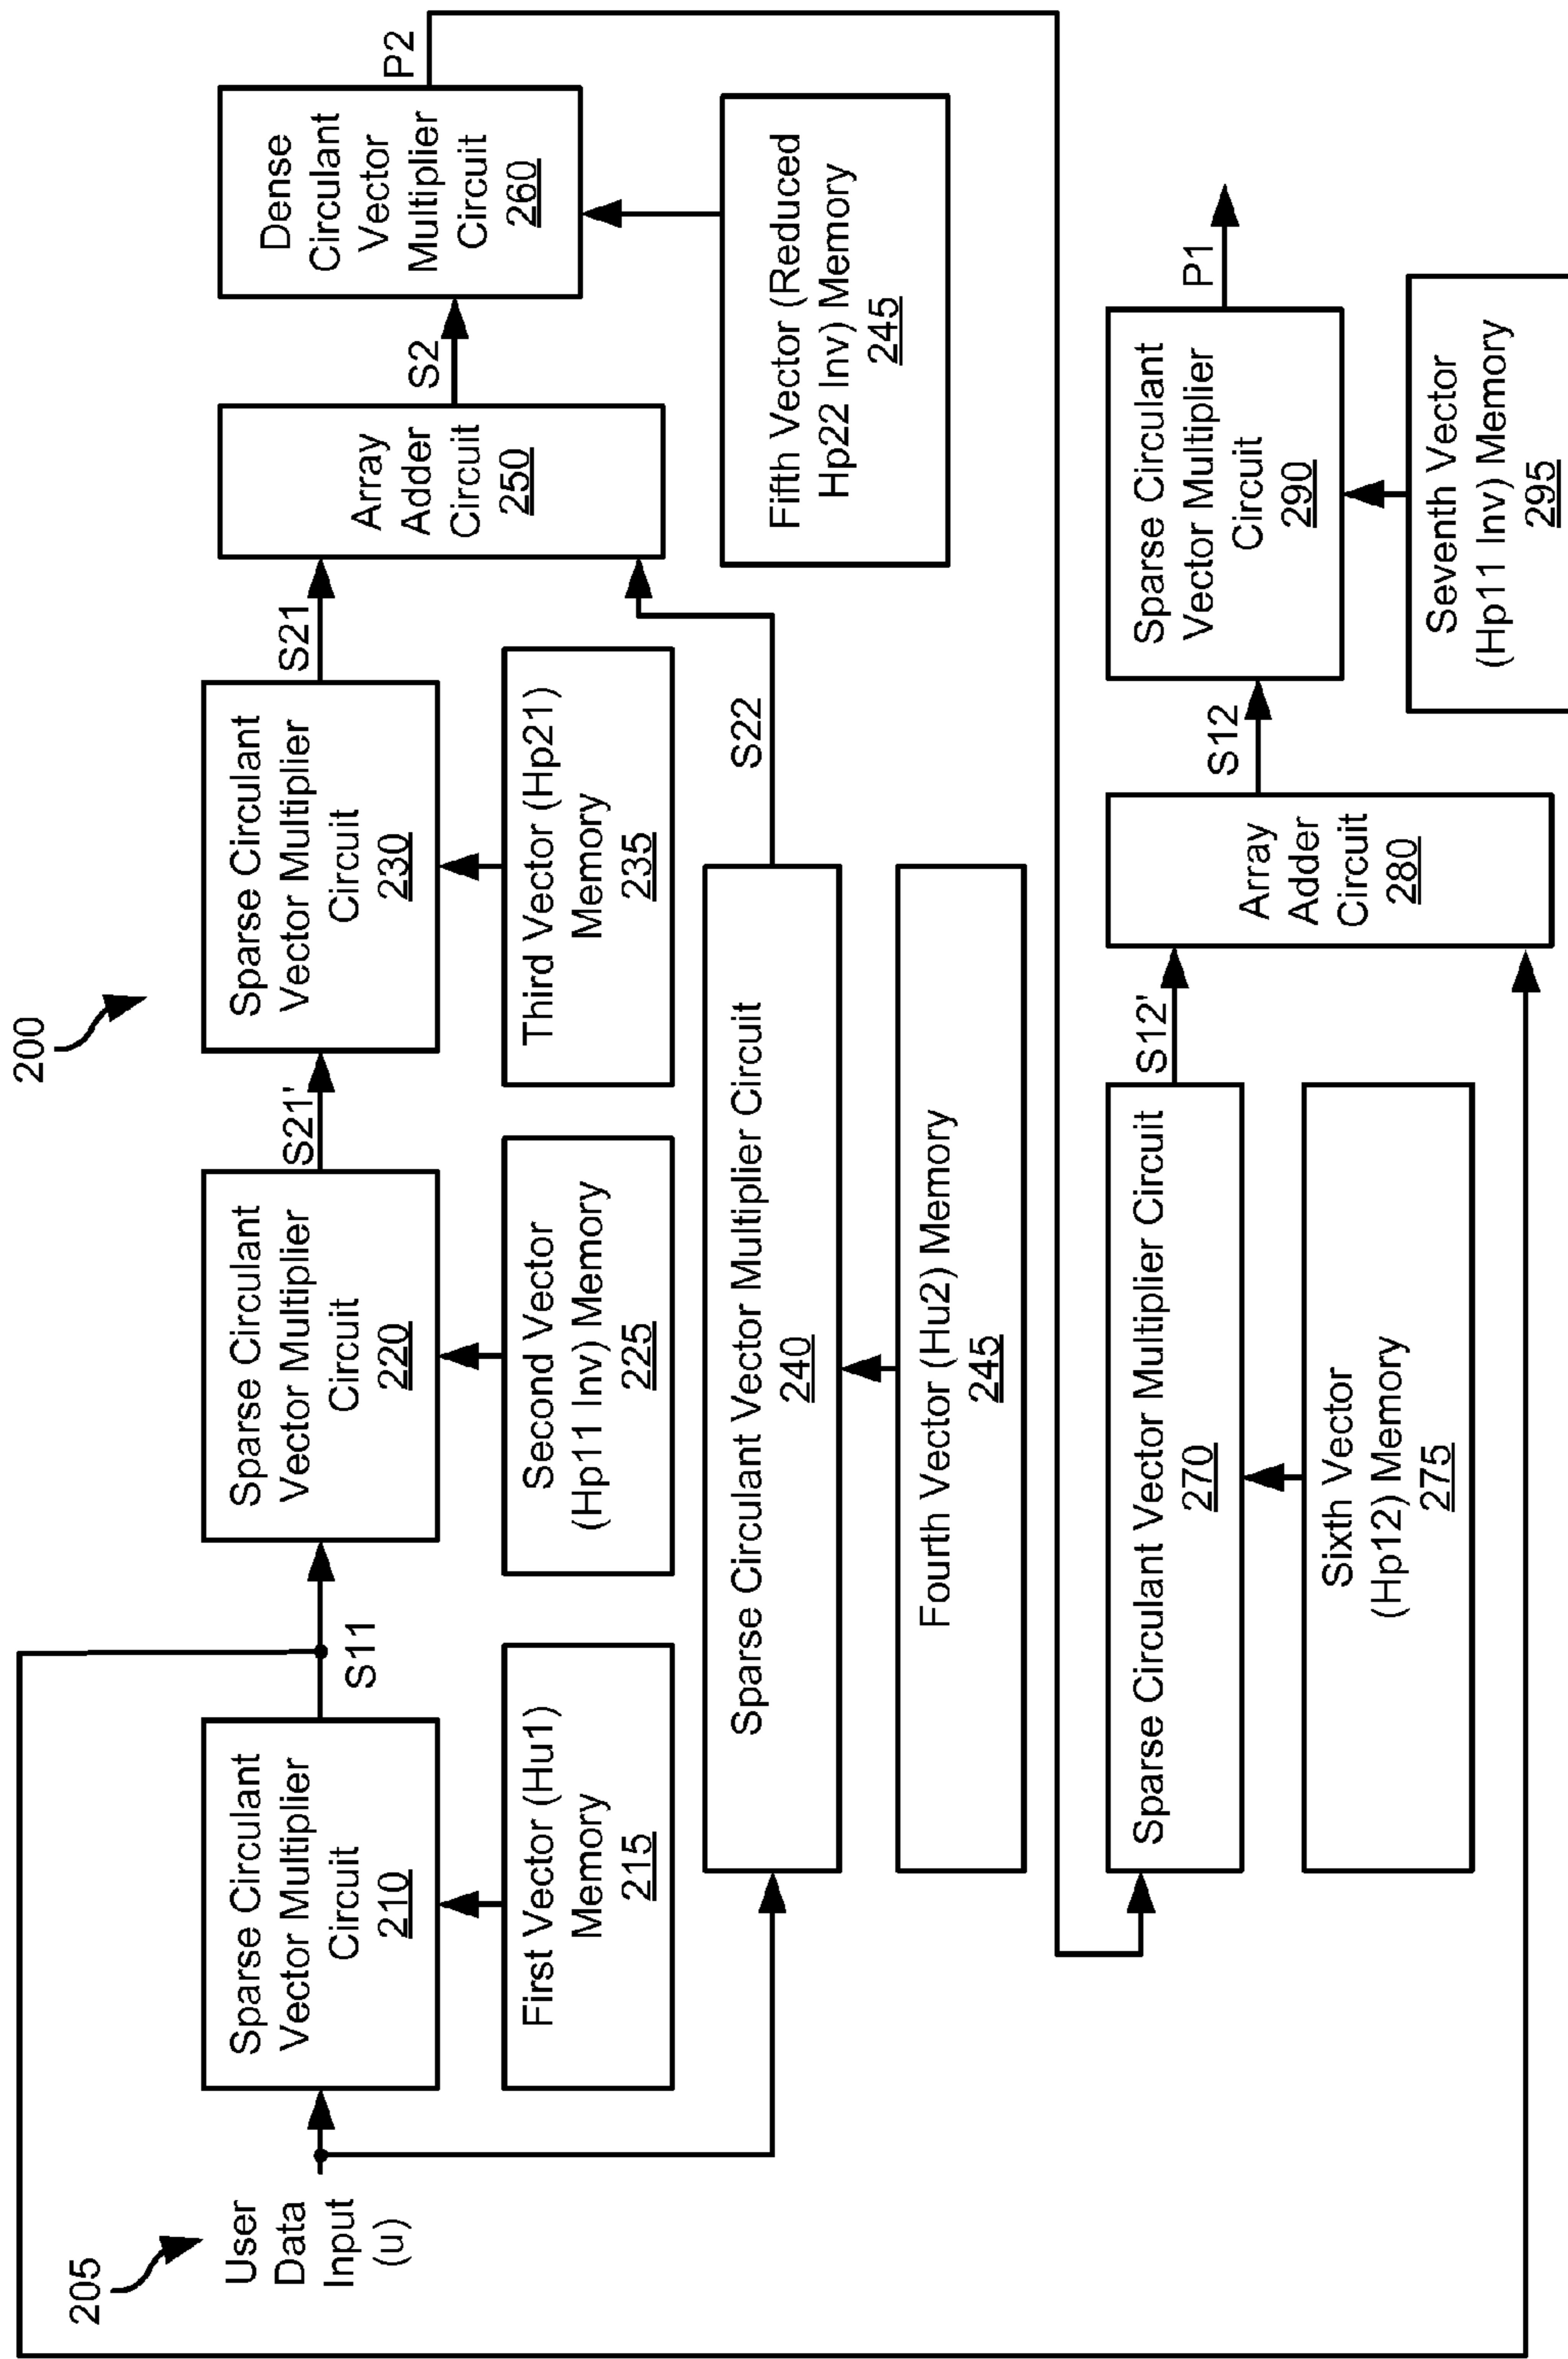 200
205
User
Data
Input
(u)
Sparse Circulant
Vector Multiplier
Circuit
210
S11
Sparse Circulant
Vector Multiplier
Circuit
220
S21'
Sparse Circulant
Vector Multiplier
Circuit
230
S21
Array
Adder
Circuit
250
S2
Dense
Circulant
Vector
Multiplier
Circuit
260
P2
First Vector (Hu1)
Memory
215
Second Vector
(Hp11 Inv) Memory
225
Third Vector (Hp21)
Memory
235
Fifth Vector (Reduced
Hp22 Inv) Memory
245
Sparse Circulant Vector Multiplier Circuit
240
S22
Fourth Vector (Hu2) Memory
245
Sparse Circulant Vector Multiplier Circuit
270
S12'
Array
Adder
Circuit
280
S12
Sparse Circulant
Vector Multiplier
Circuit
290
P1
Sixth Vector
(Hp12) Memory
275
Seventh Vector
(Hp11 Inv) Memory
295